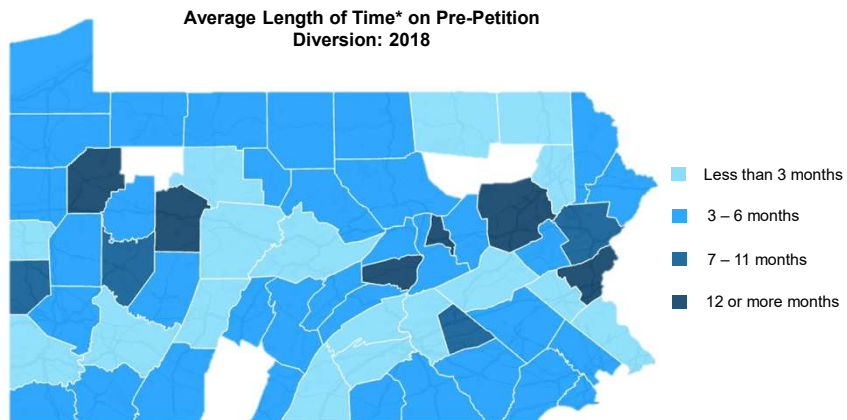 Average Length of Time* on Pre-Petition
Diversion: 2018
Less than 3 months
3 – 6 months
7 – 11 months
12 or more months